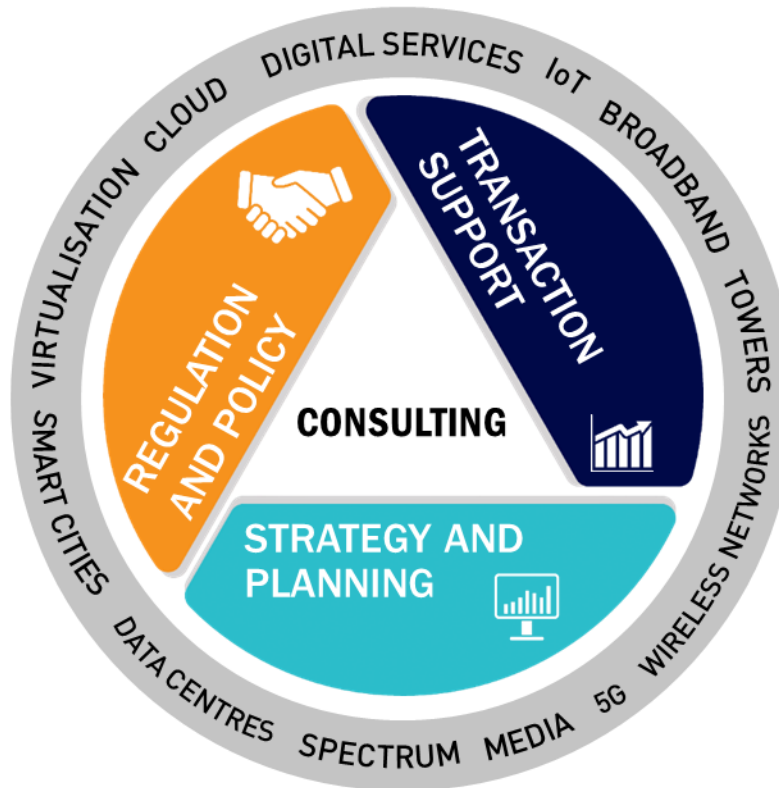 DIGITAL SERVICES
IoT
BROADBAND
TOWERS
WIRELESS NETWORKS
5G
MEDIA
SPECTRUM
DATA CENTRES
SMART CITIES
VIRTUALISATION
CLOUD
TRANSACTION
SUPPORT
REGULATION
AND POLICY
CONSULTING
STRATEGY AND
PLANNING